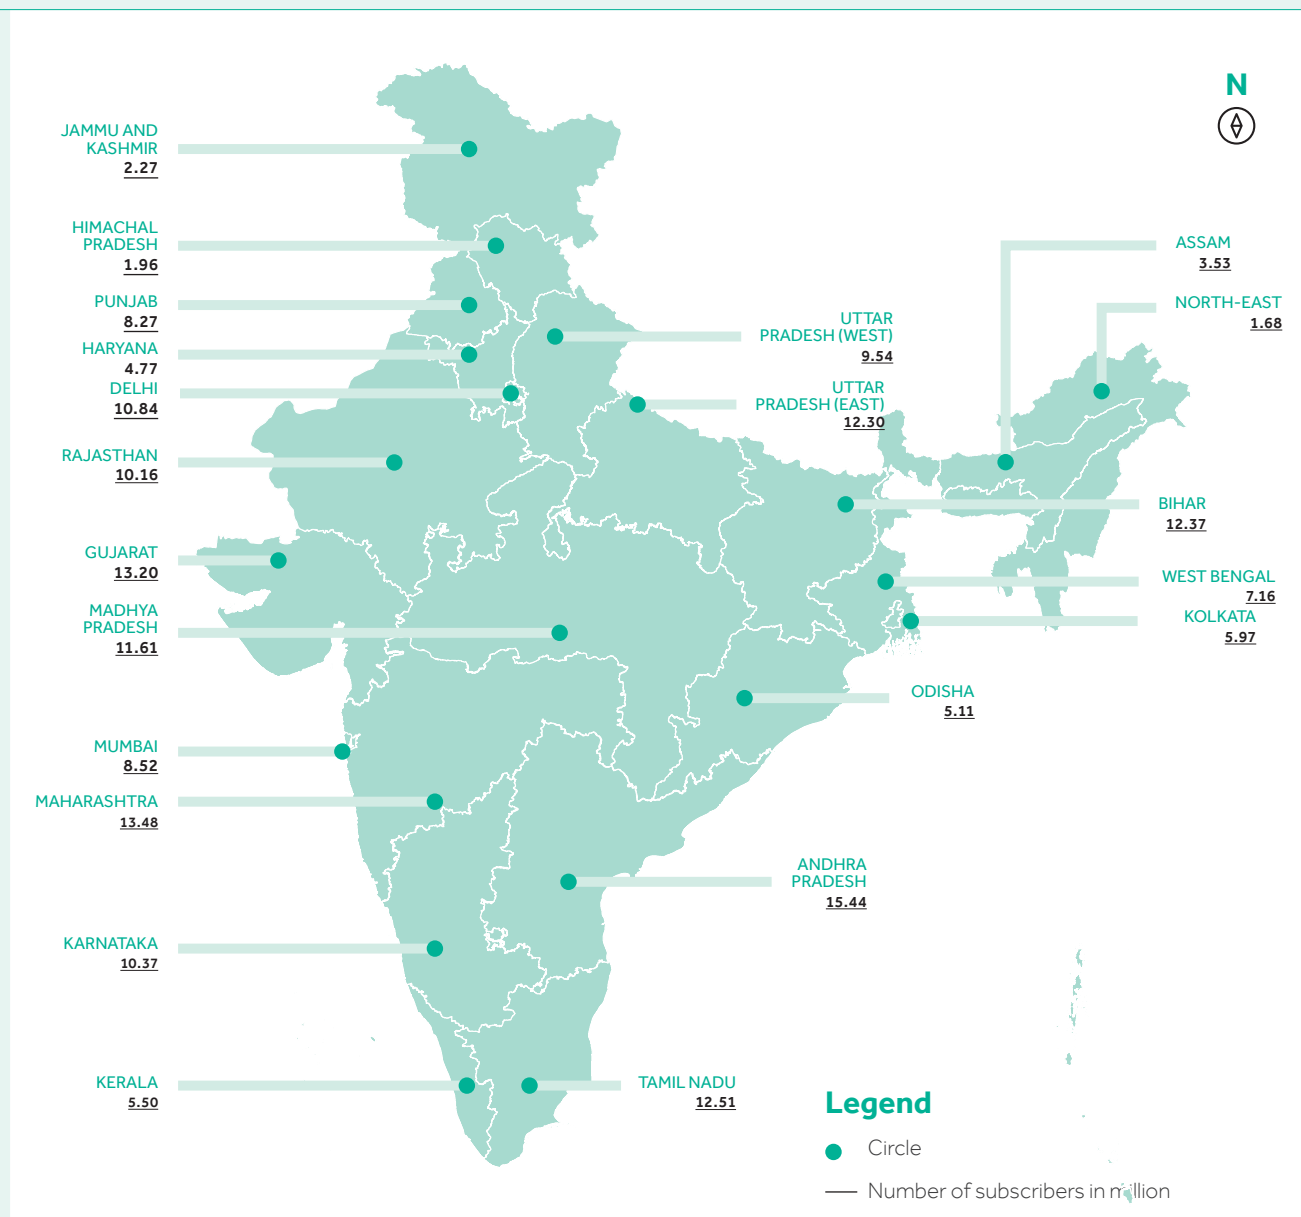 N
JAMMU AND
KASHMIR
2.27
HIMACHAL
PRADESH
1.96
PUNJAB
8.27
HARYANA
4.77
DELHI
10.84
RAJASTHAN
10.16
GUJARAT
13.20
MADHYA
PRADESH
11.61
MUMBAI
8.52
MAHARASHTRA
13.48
KARNATAKA
10.37
KERALA
5.50
UTTAR
PRADESH (WEST)
9.54
UTTAR
PRADESH (EAST)
12.30
ASSAM
3.53
NORTH-EAST
1.68
BIHAR
12.37
WEST BENGAL
7.16
KOLKATA
5.97
ODISHA
5.11
ANDHRA
PRADESH
15.44
TAMIL NADU
12.51
Legend
Circle
Number of subscribers in million